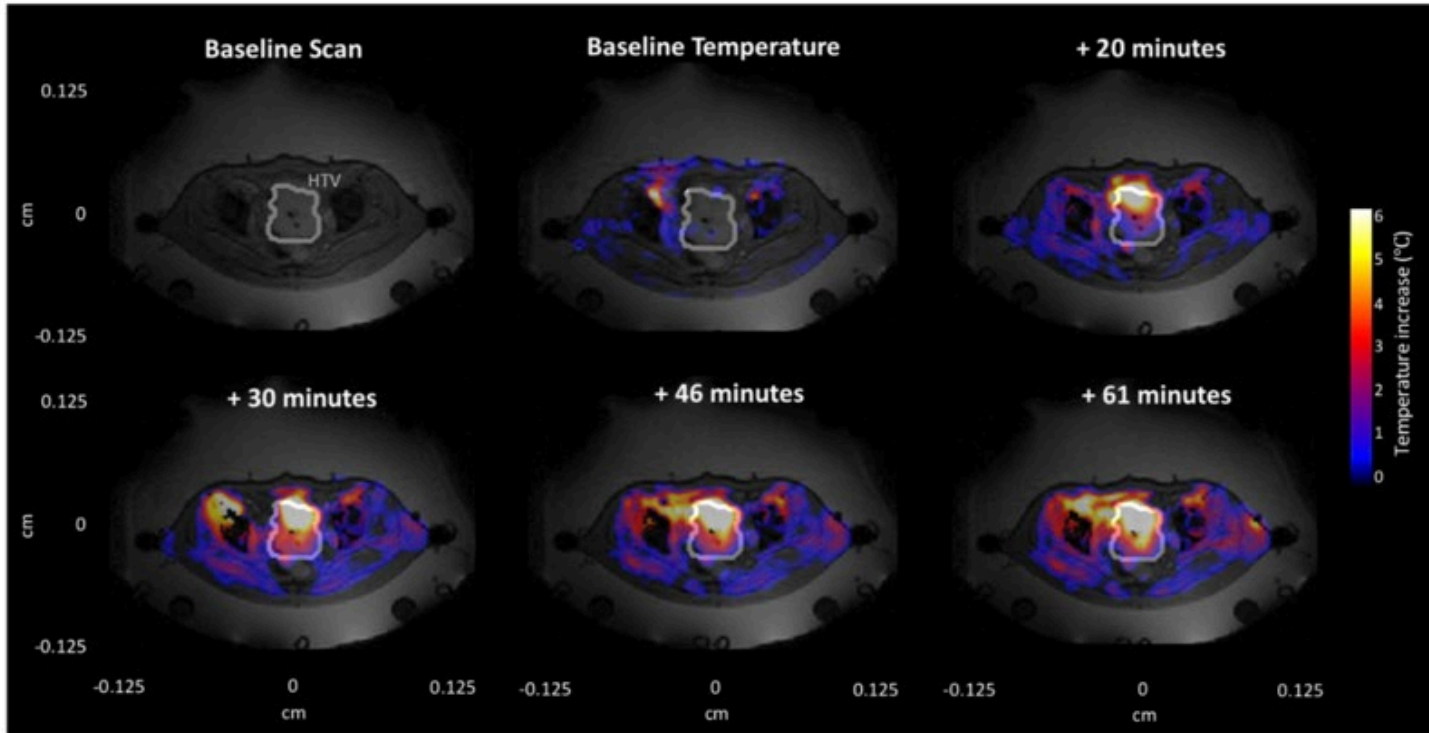 Baseline Scan
Baseline Temperature
+ 20 minutes
0.125
cm
0
-0.125
HTV
6
5
4
3
2
1
0
Temperature increase (°C)
+ 30 minutes
+ 46 minutes
+ 61 minutes
0.125
cm
0
-0.125
-0.125
0
0.125
cm
-0.125
0
0.125
cm
-0.125
0
0.125
cm